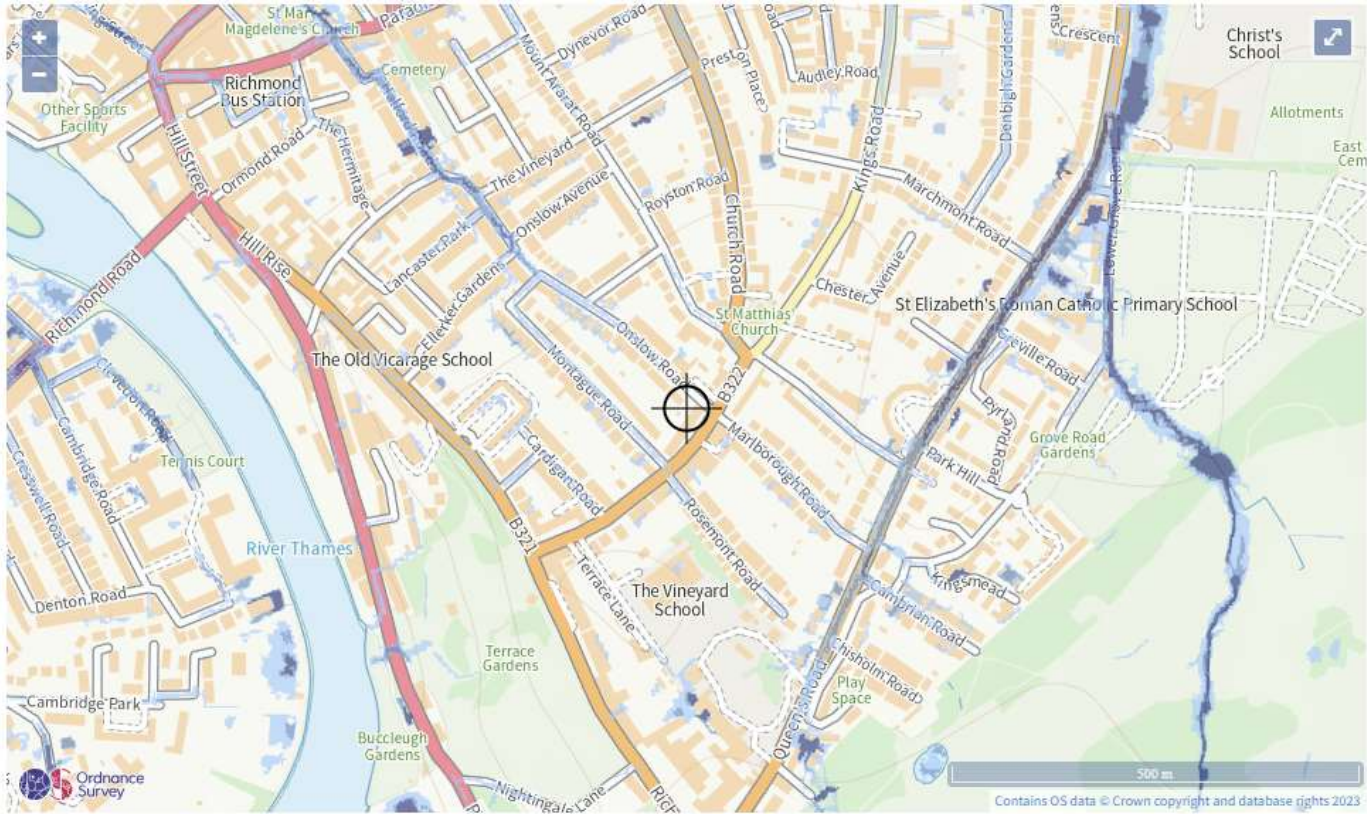 St Mary
Magdelene's Church
Dynevor Road
Crescent
Christ's
School
+
−
Cemetery
Mount Ararat Road
Preston Place
Audley Road
Denbigh Gardens
Richmond
Bus Station
Other Sports
Facility
The Hermitage
Allotments
Hill Street
Ormond Road
The Vineyard
Onslow Avenue
Royston Road
Kings Road
East
Cem
Marchmont Road
Lower Grove Road
Church Road
Lancaster Park
Hill Rise
Richmond Road
Ellerker Gardens
Chester Avenue
St Elizabeth's Roman Catholic Primary School
St Matthias'
Church
Onslow Road
Greville Road
The Old Vicarage School
Montague Road
B322
Clevedon Road
Cambridge Road
Pyrland Road
Grove Road
Gardens
Marlborough Road
Tennis Court
Cardigan Road
Park Hill
Cresswell Road
Rosemont Road
River Thames
B321
Terrace Lane
The Vineyard
School
Kingsmead
Denton Road
Cambrian Road
Terrace
Gardens
Chisholm Road
Play
Space
Queen's Road
Cambridge Park
Buccleugh
Gardens
Ordnance
Survey
Nightingale Lane
500 m
Contains OS data © Crown copyright and database rights 2023